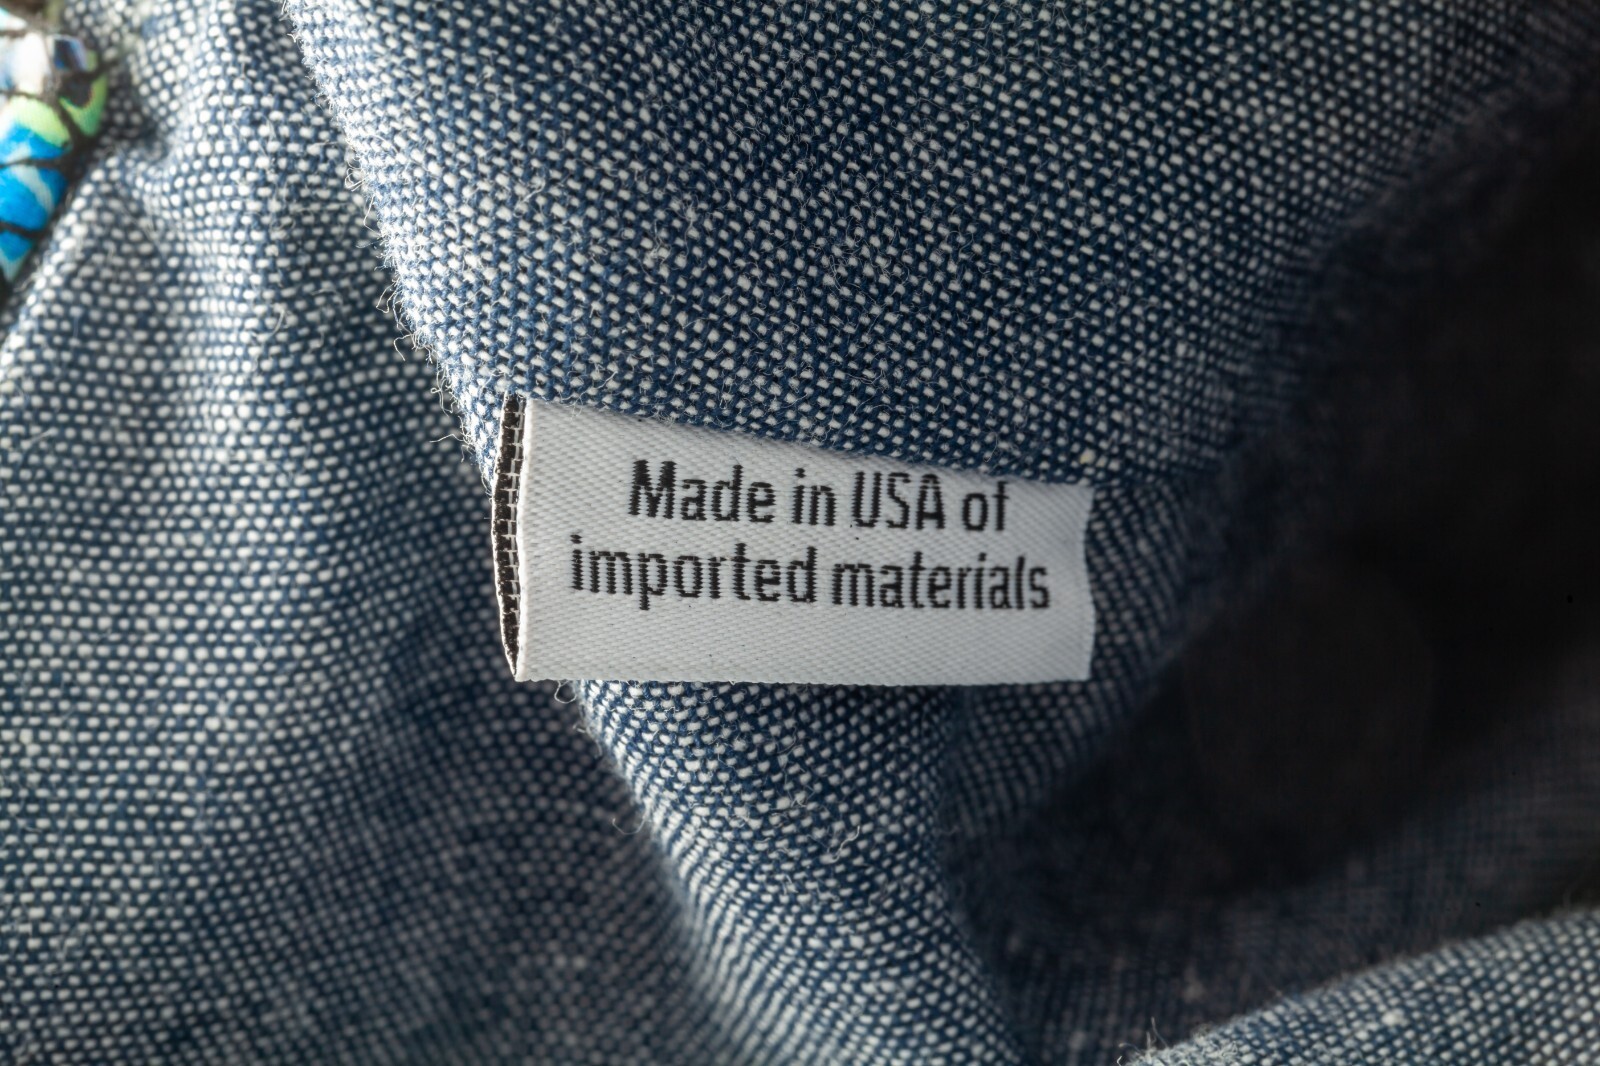 Made in USA of
imported materials